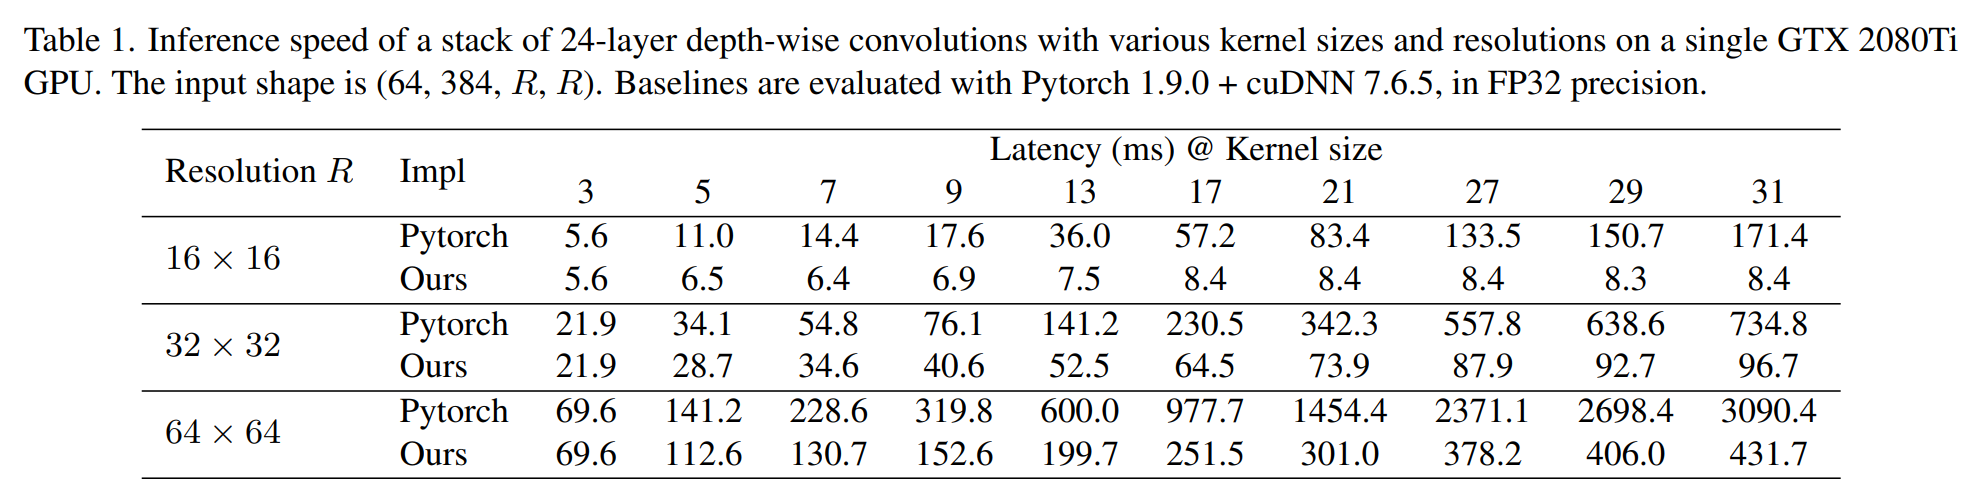 Table 1. Inference speed of a stack of 24-layer depth-wise convolutions with various kernel sizes and resolutions on a single GTX 2080Ti
GPU. The input shape is (64, 384, R, R). Baselines are evaluated with Pytorch 1.9.0 + cuDNN 7.6.5, in FP32 precision.
Resolution R Impl Latency (ms) @ Kernel size
3 5 7 9 13 17 21 27 29 31
16 × 16 Pytorch 5.6 11.0 14.4 17.6 36.0 57.2 83.4 133.5 150.7 171.4
Ours 5.6 6.5 6.4 6.9 7.5 8.4 8.4 8.4 8.3 8.4
32 × 32 Pytorch 21.9 34.1 54.8 76.1 141.2 230.5 342.3 557.8 638.6 734.8
Ours 21.9 28.7 34.6 40.6 52.5 64.5 73.9 87.9 92.7 96.7
64 × 64 Pytorch 69.6 141.2 228.6 319.8 600.0 977.7 1454.4 2371.1 2698.4 3090.4
Ours 69.6 112.6 130.7 152.6 199.7 251.5 301.0 378.2 406.0 431.7